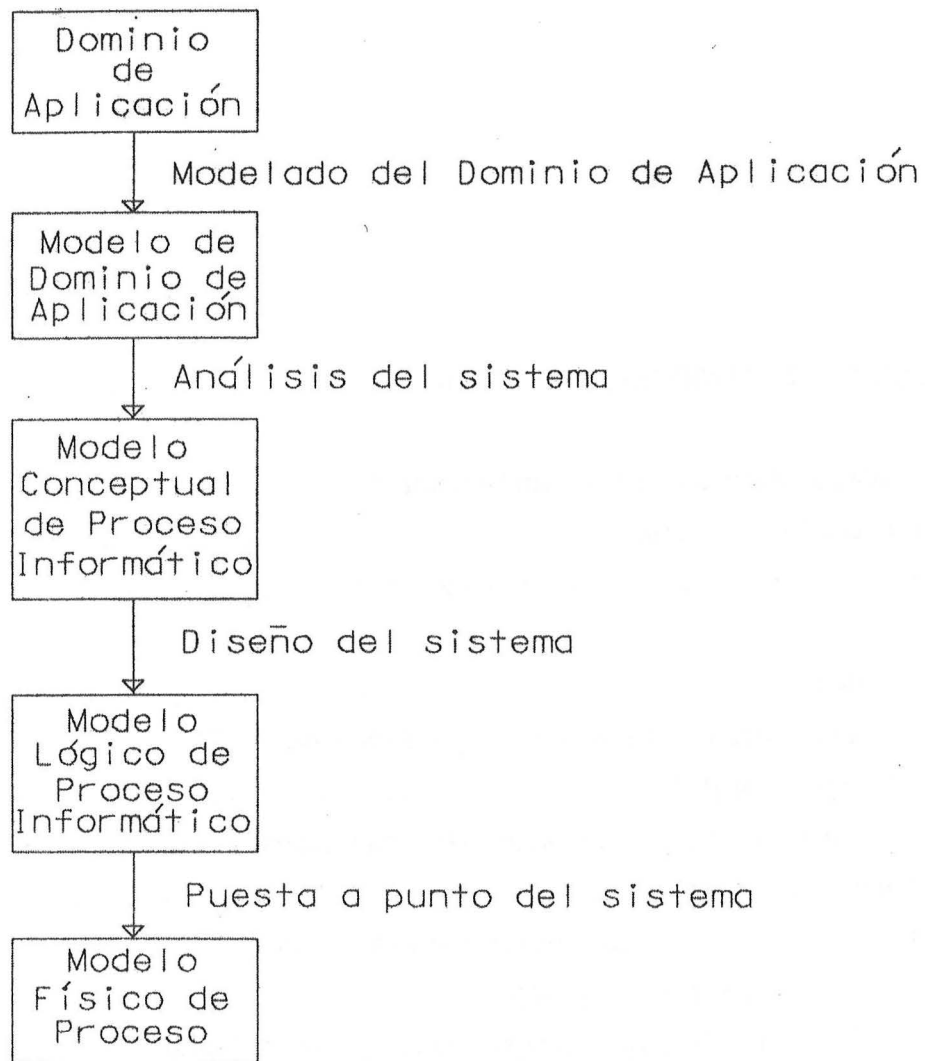 Dominio
de
Aplicación
Modelado del Dominio de Aplicación
Modelo de
Dominio de
Aplicación
Análisis del sistema
Modelo
Conceptual
de Proceso
Informático
Diseño del sistema
Modelo
Lógico de
Proceso
Informático
Puesta a punto del sistema
Modelo
Físico de
Proceso